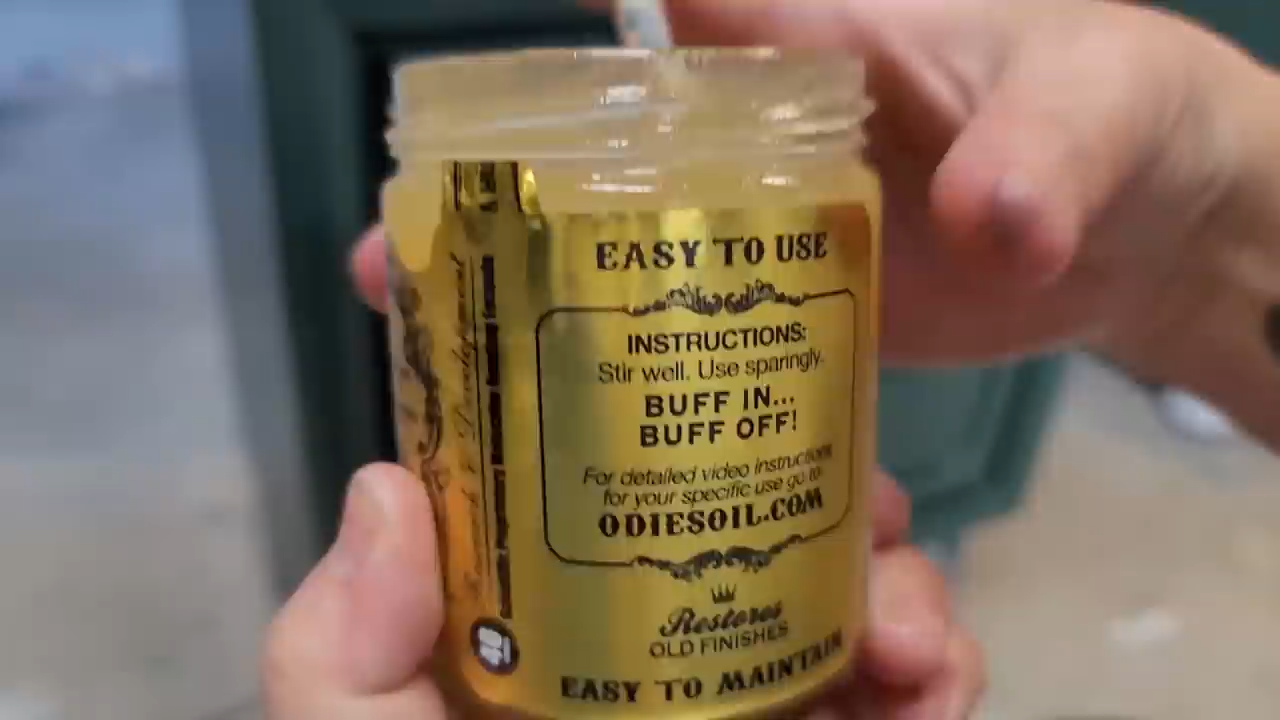 EASY TO USE
INSTRUCTIONS:
Stir well. Use sparingly.
BUFF IN...
BUFF OFF!
For detailed video instructions
for your specific use go to
ODIESOIL.COM
Restores
OLD FINISHES
EASY TO MAINTAIN